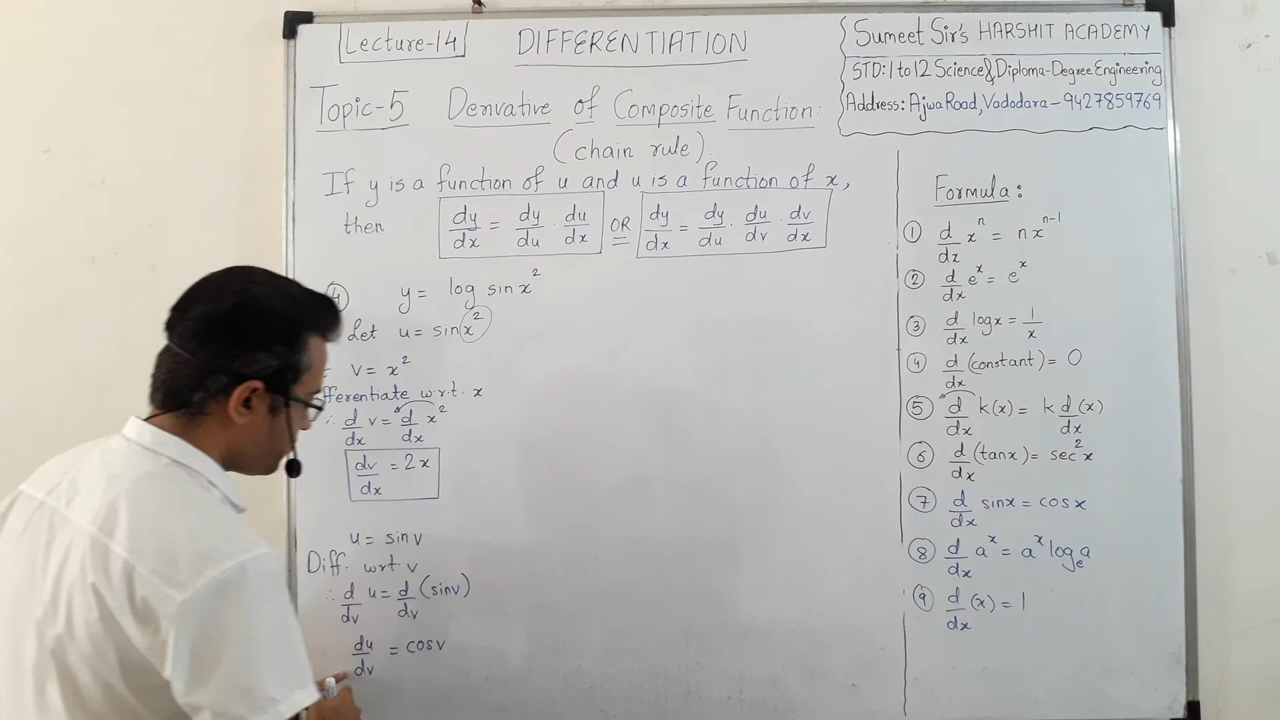 Lecture-14
DIFFERENTIATION
Sumeet Sir's HARSHIT ACADEMY
STD: 1 to 12 Science & Diploma-Degree Engineering
Address: Ajwa Road, Vadodara - 9427859769
Topic-5 Derivative of Composite Function:
(chain rule)
If y is a function of u and u is a function of x,
then dy/dx = dy/du · du/dx OR dy/dx = dy/du · du/dv · dv/dx
④ y = log sin x²
Let u = sin(x²)
v = x²
fferentiate w.r.t. x
∴ d/dx v = d/dx x²
dv/dx = 2x
u = sin v
Diff. wrt v
∴ d/dv u = d/dv (sin v)
du/dv = cos v
Formula:
① d/dx xⁿ = n xⁿ⁻¹
② d/dx eˣ = eˣ
③ d/dx log x = 1/x
④ d/dx (constant) = 0
⑤ d/dx k(x) = k d/dx (x)
⑥ d/dx (tan x) = sec² x
⑦ d/dx sin x = cos x
⑧ d/dx aˣ = aˣ logₑ a
⑨ d/dx (x) = 1